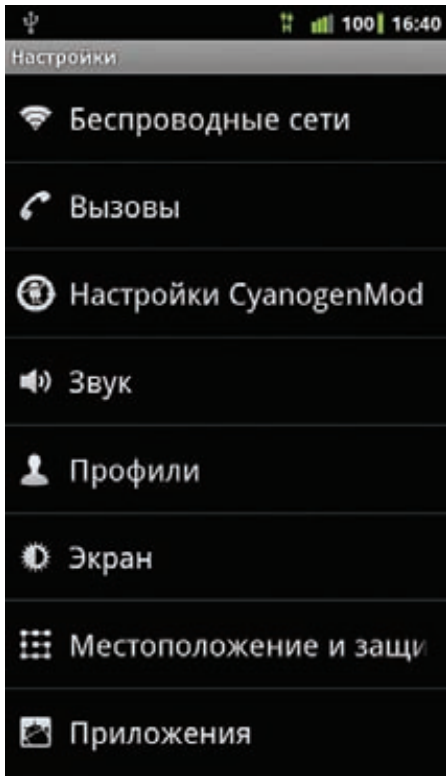 100 16:40
Настройки
Беспроводные сети
Вызовы
Настройки CyanogenMod
Звук
Профили
Экран
Местоположение и защи
Приложения